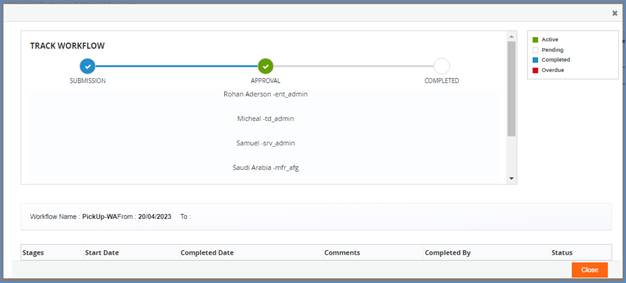 TRACK WORKFLOW
SUBMISSION APPROVAL COMPLETED
Rohan Aderson -ent_admin
Micheal -td_admin
Samuel -srv_admin
Saudi Arabia -mfr_afg
Active
Pending
Completed
Overdue
Workflow Name : PickUp-WAFrom : 20/04/2023 To :
Stages Start Date Completed Date Comments Completed By Status
Close